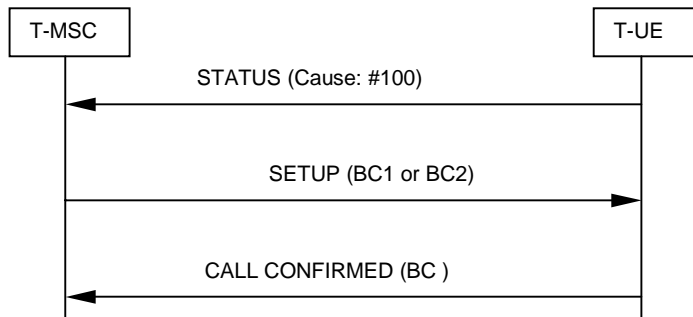 T-MSC
T-UE
STATUS (Cause: #100)
SETUP (BC1 or BC2)
CALL CONFIRMED (BC )